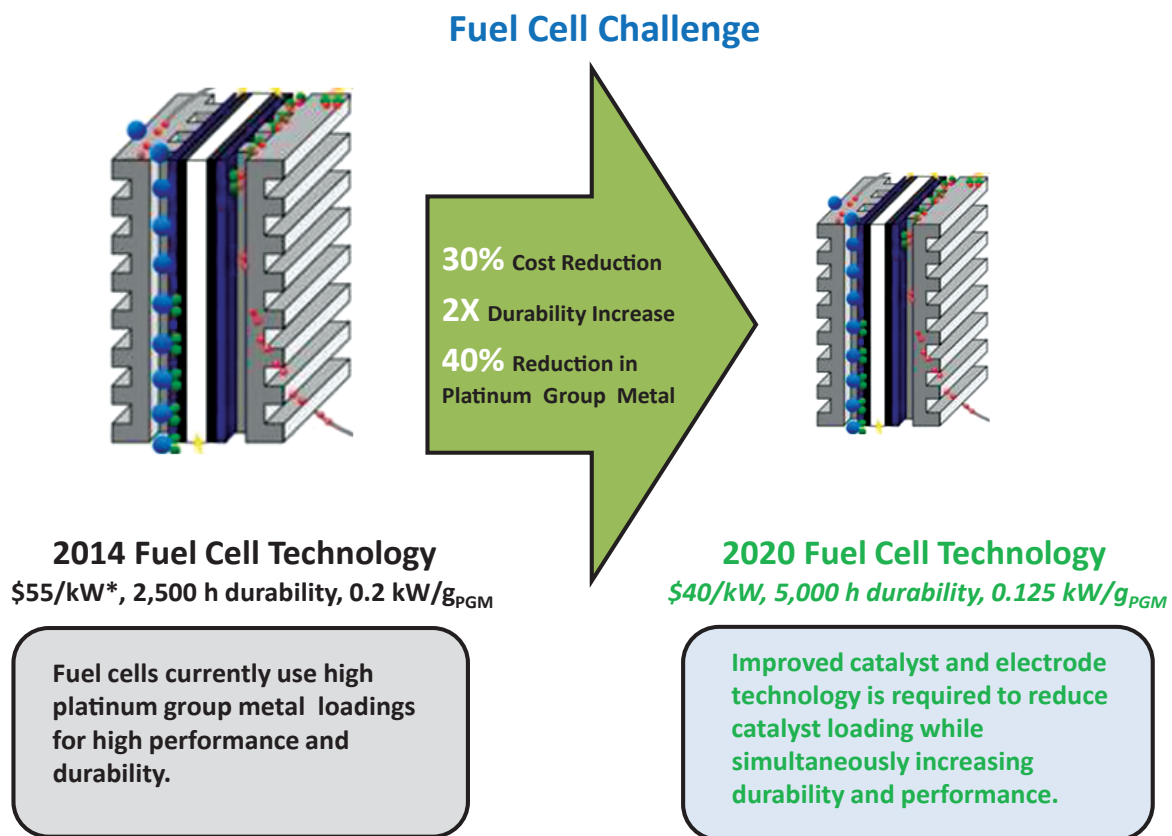 Fuel Cell Challenge
30% Cost Reduction
2X Durability Increase
40% Reduction in
Platinum Group Metal
2014 Fuel Cell Technology
$55/kW*, 2,500 h durability, 0.2 kW/gPGM
Fuel cells currently use high
platinum group metal loadings
for high performance and
durability.
2020 Fuel Cell Technology
$40/kW, 5,000 h durability, 0.125 kW/gPGM
Improved catalyst and electrode
technology is required to reduce
catalyst loading while
simultaneously increasing
durability and performance.